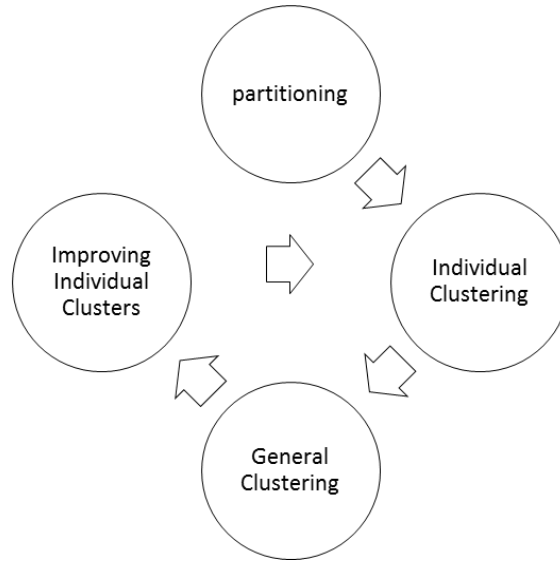 partitioning
Improving
Individual
Clusters
Individual
Clustering
General
Clustering